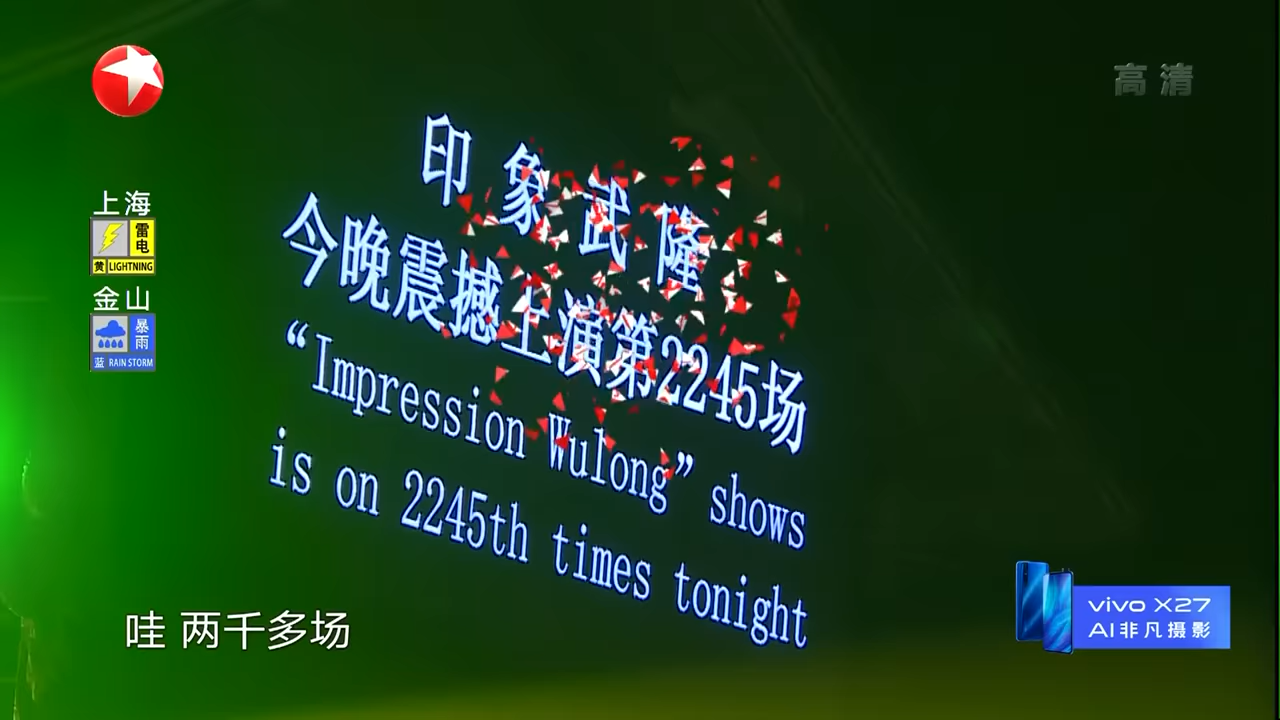 高清
上海
雷电
黄 LIGHTNING
金山
暴雨
蓝 RAIN STORM
印象武隆
今晚震撼上演第2245场
“Impression Wulong” shows
is on 2245th times tonight
哇 两千多场
vivo X27
AI非凡摄影